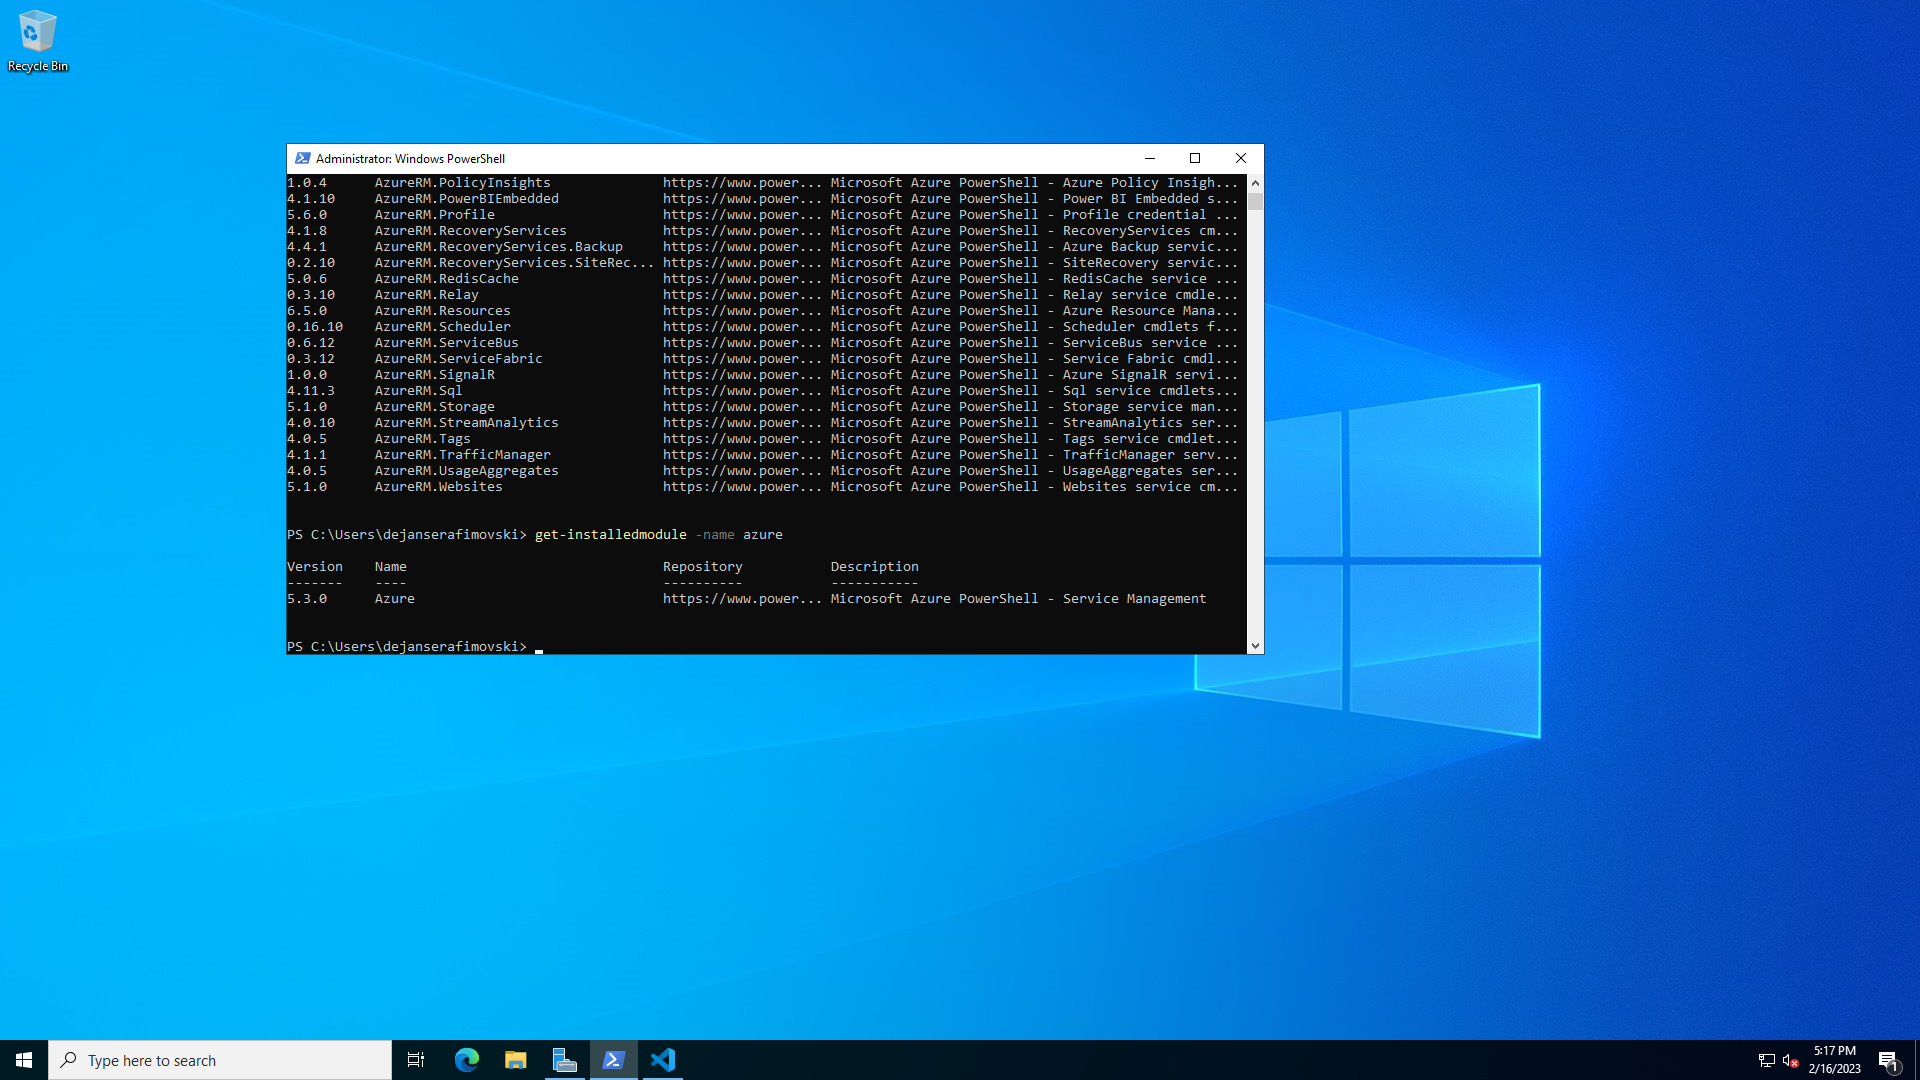 Recycle Bin
Administrator: Windows PowerShell
1.0.4 AzureRM.PolicyInsights https://www.power... Microsoft Azure PowerShell - Azure Policy Insigh...
4.1.10 AzureRM.PowerBIEmbedded https://www.power... Microsoft Azure PowerShell - Power BI Embedded s...
5.6.0 AzureRM.Profile https://www.power... Microsoft Azure PowerShell - Profile credential ...
4.1.8 AzureRM.RecoveryServices https://www.power... Microsoft Azure PowerShell - RecoveryServices cm...
4.4.1 AzureRM.RecoveryServices.Backup https://www.power... Microsoft Azure PowerShell - Azure Backup servic...
0.2.10 AzureRM.RecoveryServices.SiteRec... https://www.power... Microsoft Azure PowerShell - SiteRecovery servic...
5.0.6 AzureRM.RedisCache https://www.power... Microsoft Azure PowerShell - RedisCache service ...
0.3.10 AzureRM.Relay https://www.power... Microsoft Azure PowerShell - Relay service cmdle...
6.5.0 AzureRM.Resources https://www.power... Microsoft Azure PowerShell - Azure Resource Mana...
0.16.10 AzureRM.Scheduler https://www.power... Microsoft Azure PowerShell - Scheduler cmdlets f...
0.6.12 AzureRM.ServiceBus https://www.power... Microsoft Azure PowerShell - ServiceBus service ...
0.3.12 AzureRM.ServiceFabric https://www.power... Microsoft Azure PowerShell - Service Fabric cmdl...
1.0.0 AzureRM.SignalR https://www.power... Microsoft Azure PowerShell - Azure SignalR servi...
4.11.3 AzureRM.Sql https://www.power... Microsoft Azure PowerShell - Sql service cmdlets...
5.1.0 AzureRM.Storage https://www.power... Microsoft Azure PowerShell - Storage service man...
4.0.10 AzureRM.StreamAnalytics https://www.power... Microsoft Azure PowerShell - StreamAnalytics ser...
4.0.5 AzureRM.Tags https://www.power... Microsoft Azure PowerShell - Tags service cmdlet...
4.1.1 AzureRM.TrafficManager https://www.power... Microsoft Azure PowerShell - TrafficManager serv...
4.0.5 AzureRM.UsageAggregates https://www.power... Microsoft Azure PowerShell - UsageAggregates ser...
5.1.0 AzureRM.Websites https://www.power... Microsoft Azure PowerShell - Websites service cm...
PS C:\Users\dejanserafimovski> get-installedmodule -name azure
Version Name Repository Description
------- ---- ---------- -----------
5.3.0 Azure https://www.power... Microsoft Azure PowerShell - Service Management
PS C:\Users\dejanserafimovski>
Type here to search
5:17 PM
2/16/2023
1